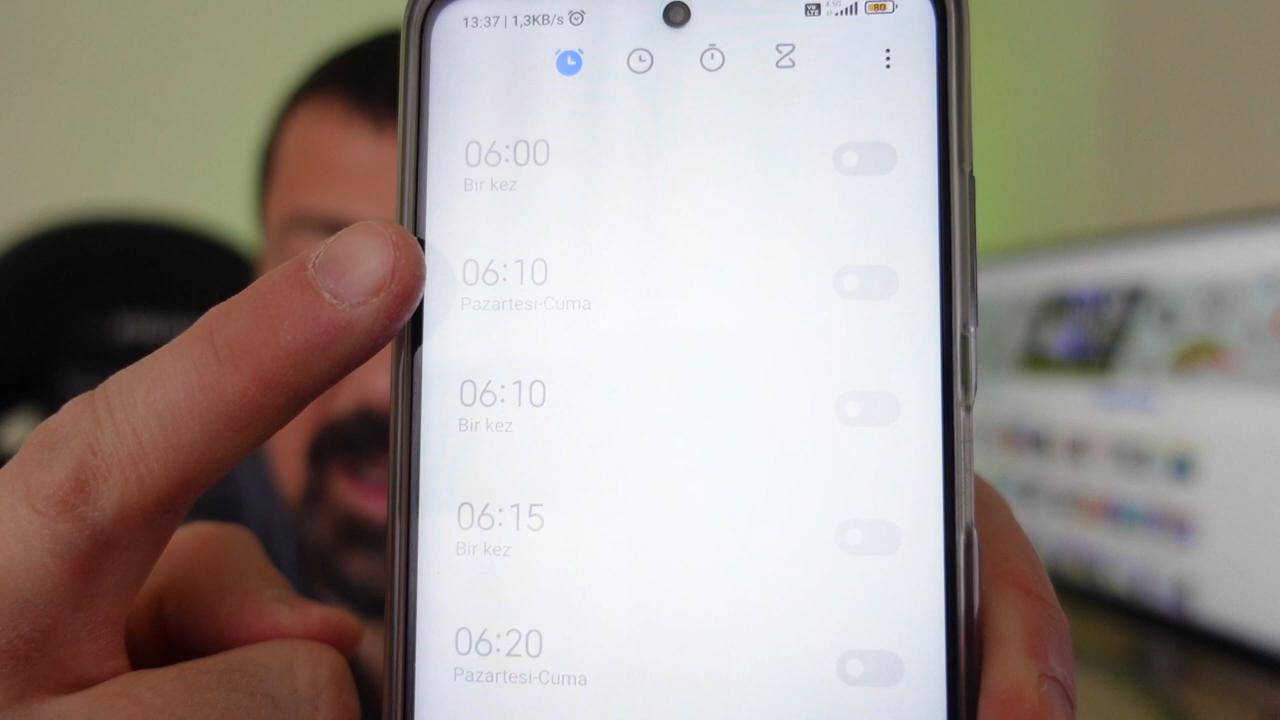 13:37 | 1,3KB/s 80
06:00
Bir kez
06:10
Pazartesi-Cuma
06:10
Bir kez
06:15
Bir kez
06:20
Pazartesi-Cuma